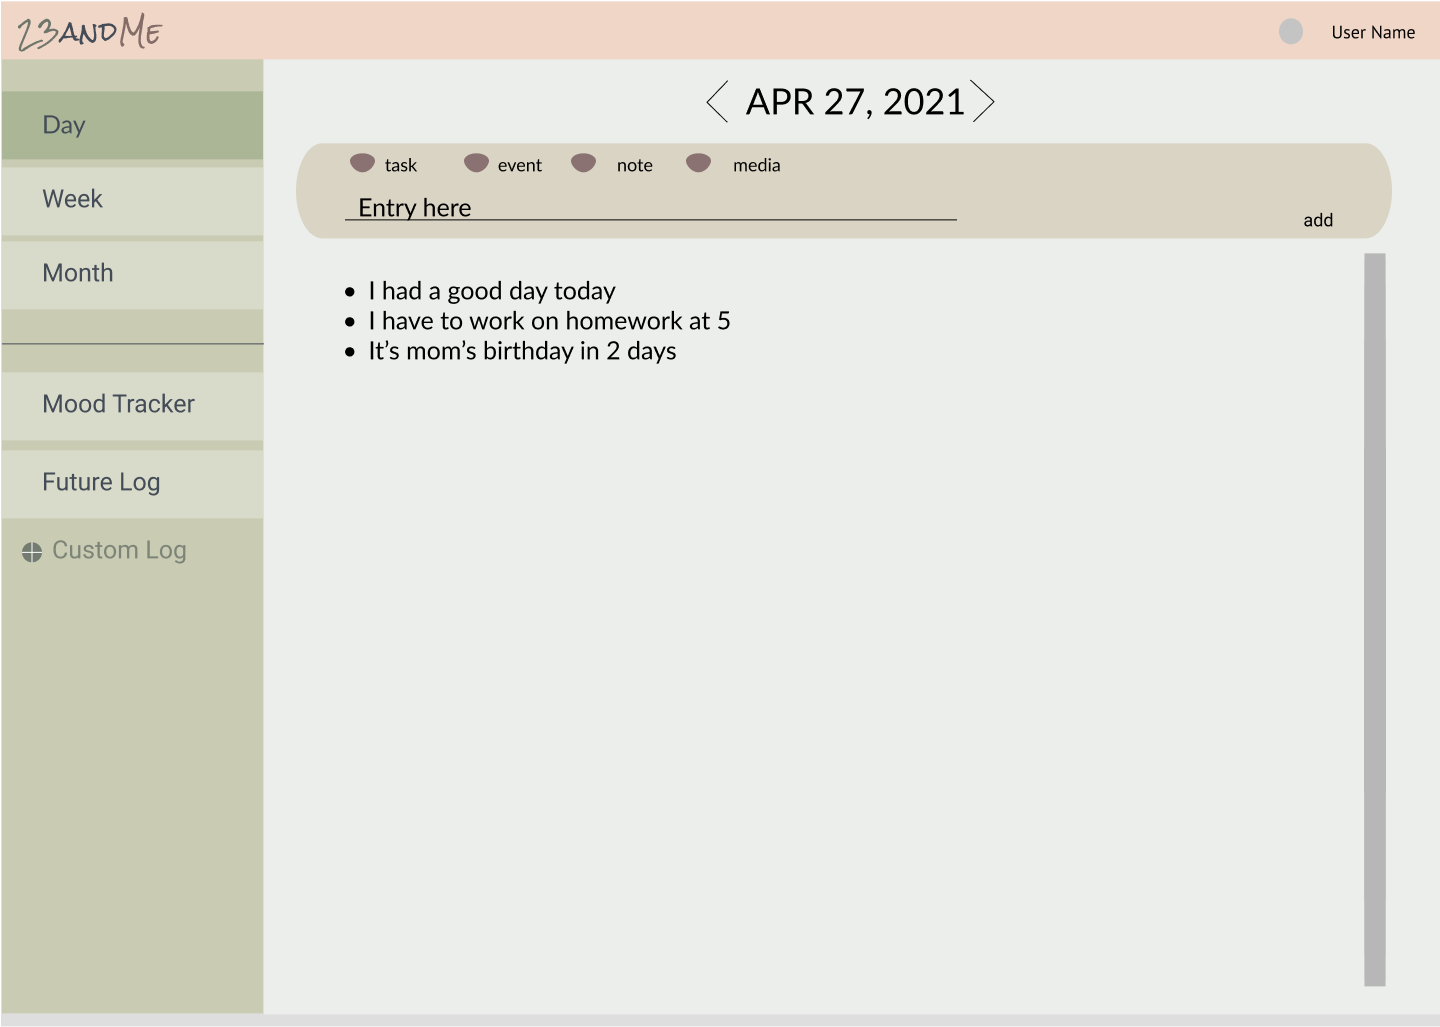 23andMe
User Name
Day
Week
Month
Mood Tracker
Future Log
Custom Log
APR 27, 2021
task event note media
Entry here
add
• I had a good day today
• I have to work on homework at 5
• It’s mom’s birthday in 2 days